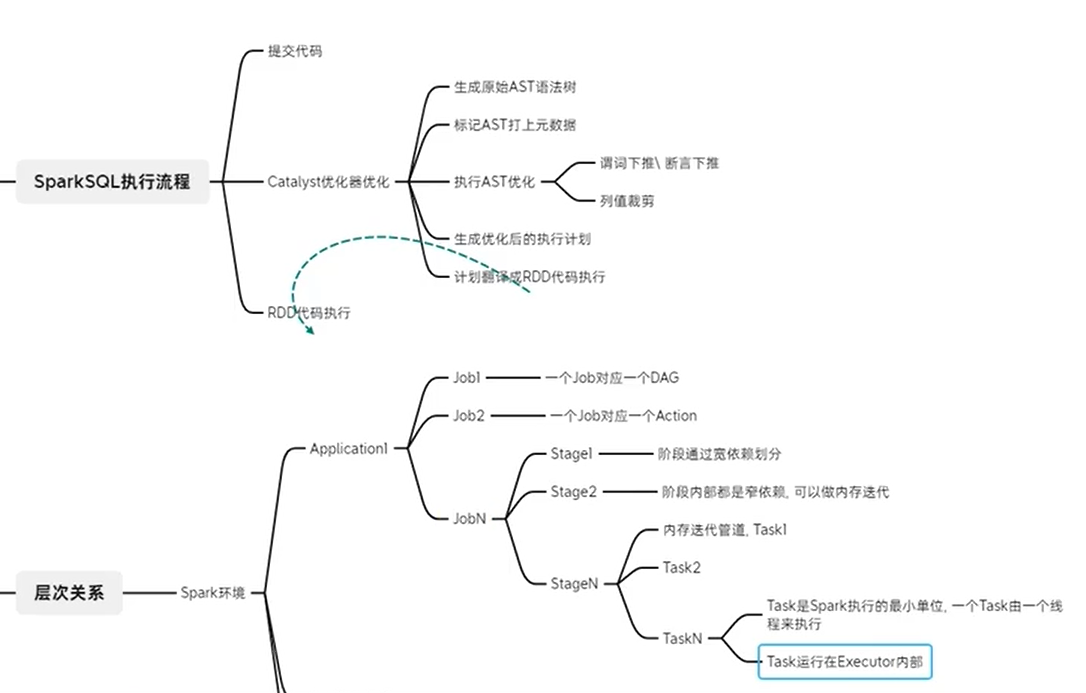 提交代码
生成原始AST语法树
标记AST打上元数据
谓词下推\ 断言下推
SparkSQL执行流程
Catalyst优化器优化
执行AST优化
列值裁剪
生成优化后的执行计划
计划翻译成RDD代码执行
RDD代码执行
Job1
一个Job对应一个DAG
Job2
一个Job对应一个Action
Application1
Stage1
阶段通过宽依赖划分
Stage2
阶段内部都是窄依赖, 可以做内存迭代
JobN
内存迭代管道, Task1
Task2
StageN
层次关系
Spark环境
Task是Spark执行的最小单位, 一个Task由一个线
程来执行
TaskN
Task运行在Executor内部